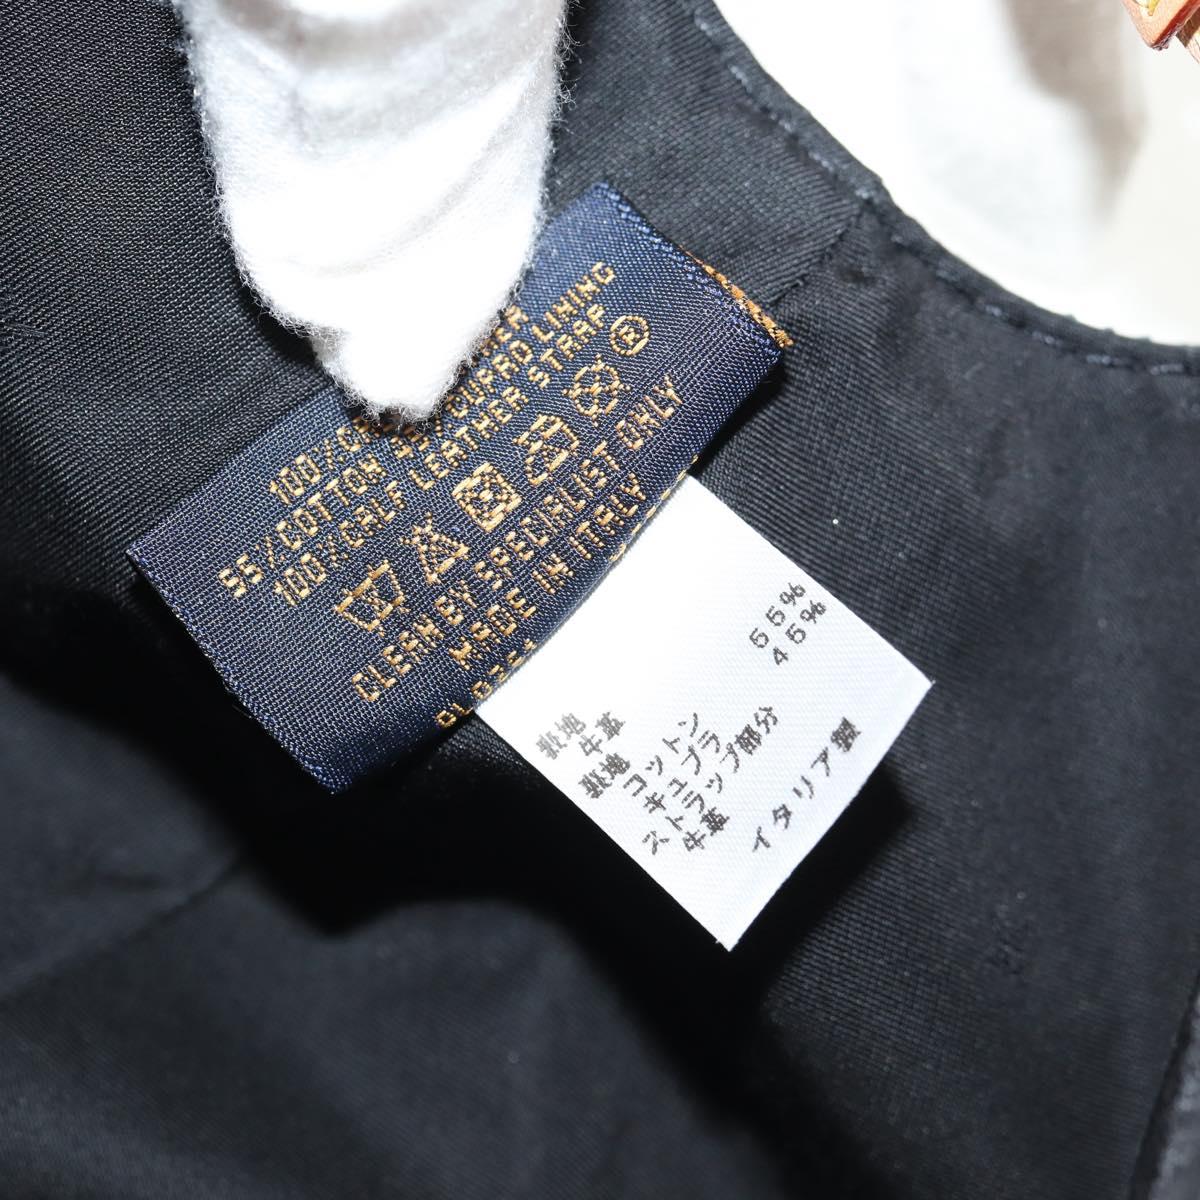 100% 
55% COTTON LINING
100% CALF LEATHER STRAP
®
CLEAN BY SPECIALIST ONLY
MADE IN ITALY
表地
牛革
裏地 コットン 55%
キュプラ 45%
ストラップ部分
牛革
イタリア製